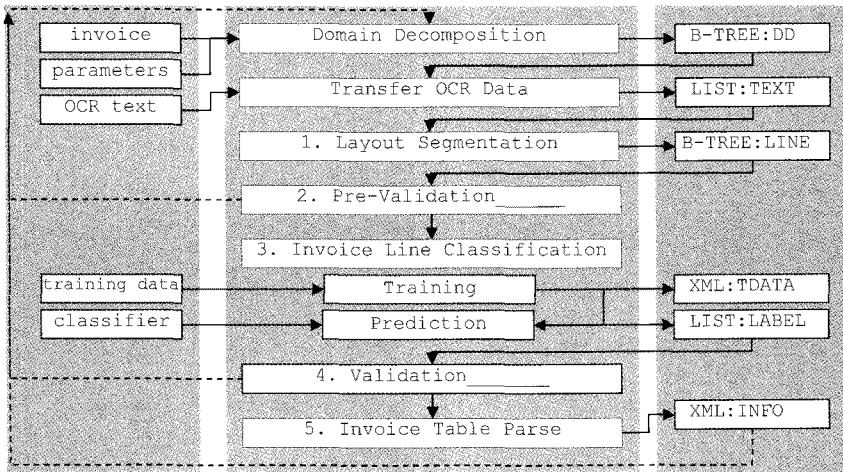 invoice Domain Decomposition B-TREE:DD
parameters
OCR text Transfer OCR Data LIST:TEXT
1. Layout Segmentation B-TREE:LINE
2. Pre-Validation
3. Invoice Line Classification
training data Training XML:TDATA
classifier Prediction LIST:LABEL
4. Validation
5. Invoice Table Parse XML:INFO